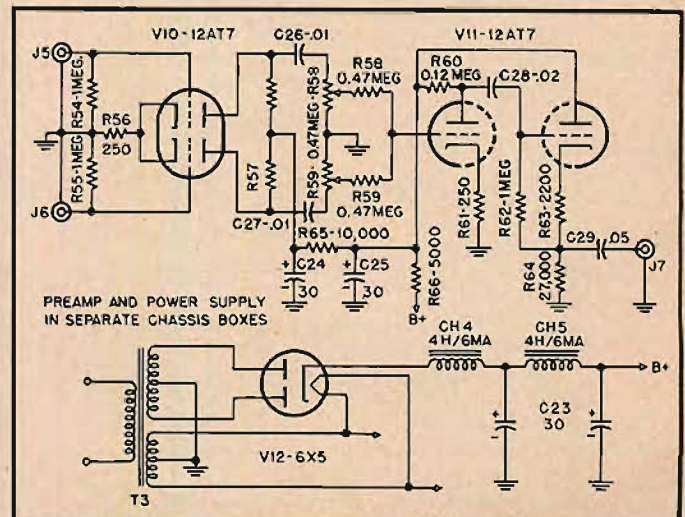 V10-12AT7
C26-.01
V11-12AT7
J5
R54-1MEG.
R56
250
R55-1MEG
J6
R57
C27-.01
0.47MEG-R58
R59-
R58
0.47MEG
R59
0.47MEG
R60
0.12MEG
C28-.02
R61-250
R62-1MEG
R63-2200
C29 .05
J7
R64
27,000
R65-10,000
C24
30
C25
30
R66-5000
B+
PREAMP AND POWER SUPPLY
IN SEPARATE CHASSIS BOXES
CH4
4H/6MA
CH5
4H/6MA
B+
C23
30
V12-6X5
T3